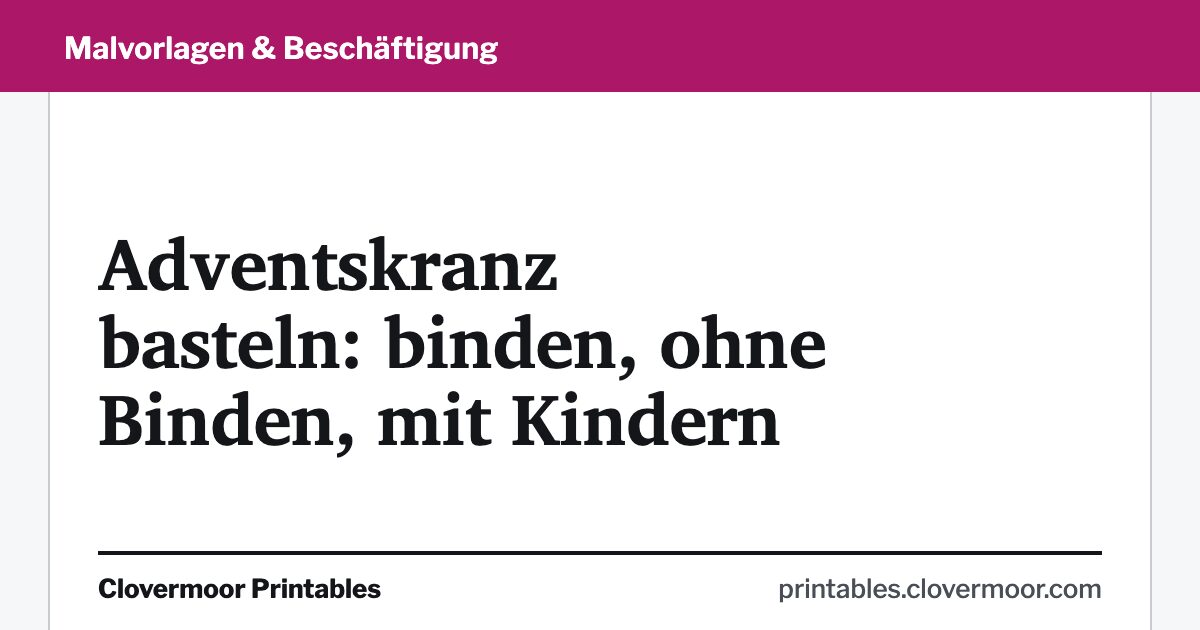 Malvorlagen & Beschäftigung
Adventskranz
basteln: binden, ohne
Binden, mit Kindern
Clovermoor Printables
printables.clovermoor.com